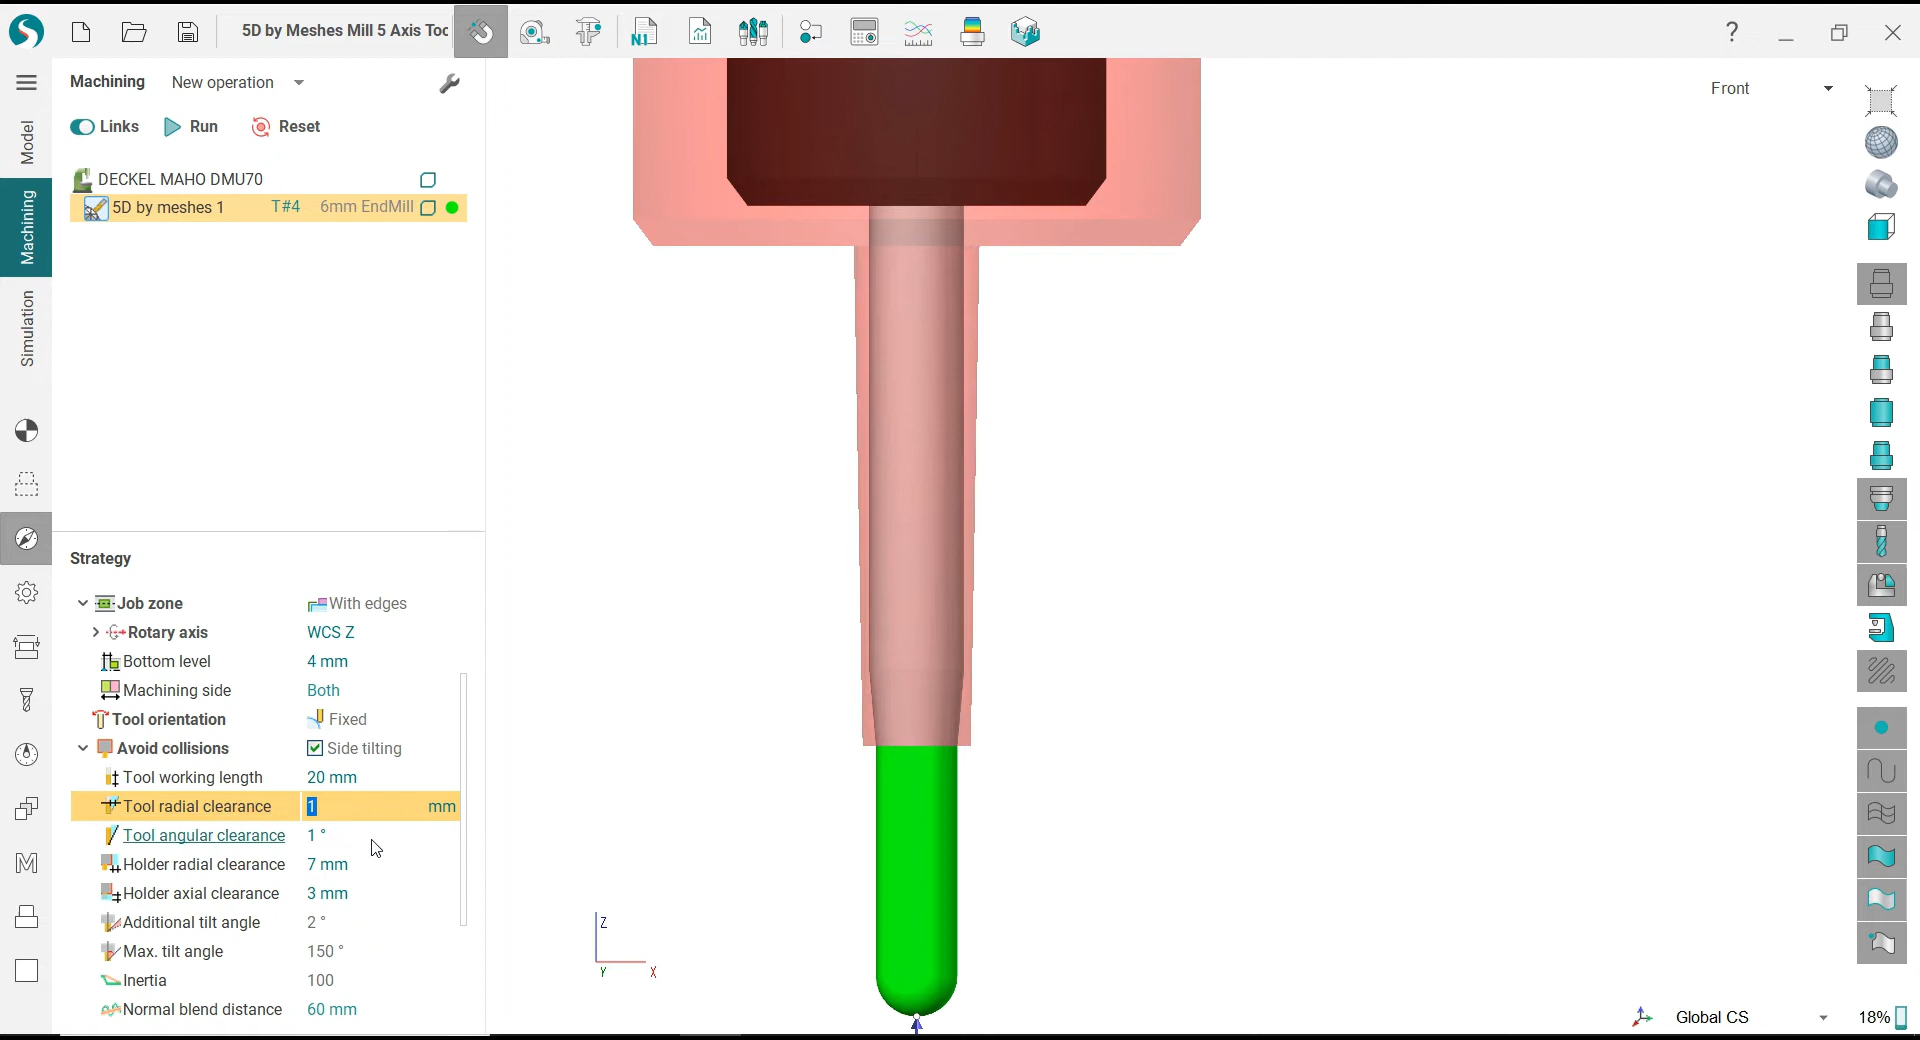 5D by Meshes Mill 5 Axis Too
?
Machining New operation
Links Run Reset
Model
Machining
Simulation
DECKEL MAHO DMU70
5D by meshes 1 T#4 6mm EndMill
Front
Strategy
Job zone With edges
Rotary axis WCS Z
Bottom level 4 mm
Machining side Both
Tool orientation Fixed
Avoid collisions Side tilting
Tool working length 20 mm
Tool radial clearance 1 mm
Tool angular clearance 1 °
Holder radial clearance 7 mm
Holder axial clearance 3 mm
Additional tilt angle 2 °
Max. tilt angle 150 °
Inertia 100
Normal blend distance 60 mm
Z
Y X
Global CS 18%